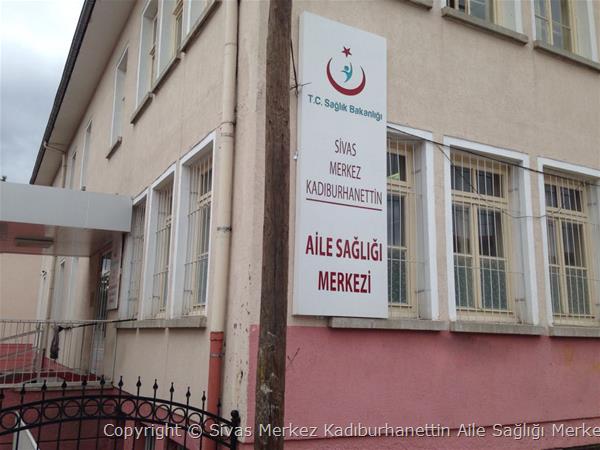 T.C. Sağlık Bakanlığı
SİVAS
MERKEZ
KADIBURHANETTİN
AİLE SAĞLIĞI
MERKEZİ
Copyright © Sivas Merkez Kadıburhanettin Aile Sağlığı Merke